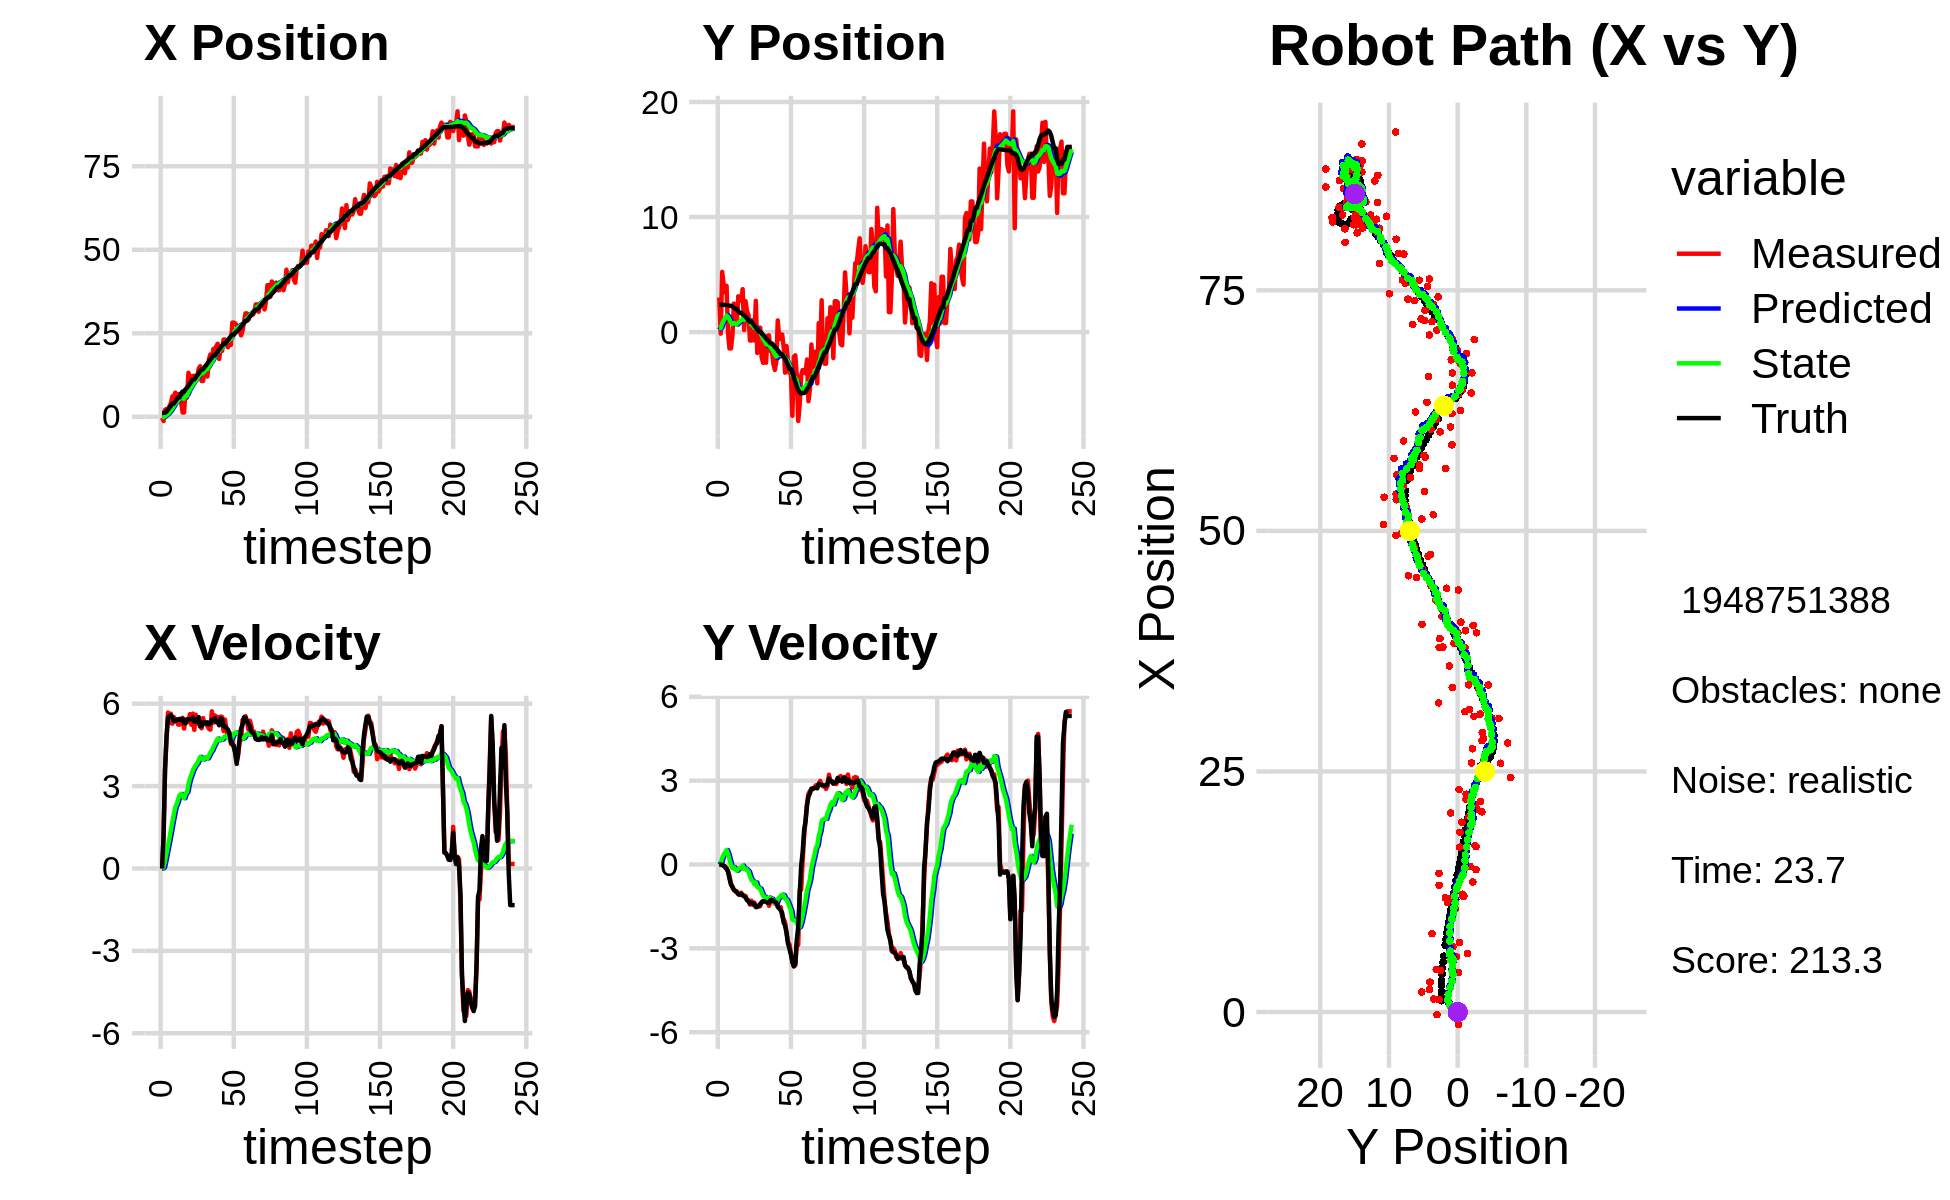 X Position
75
50
25
0
0 50 100 150 200 250
timestep
Y Position
20
10
0
0 50 100 150 200 250
timestep
X Velocity
6
3
0
-3
-6
0 50 100 150 200 250
timestep
Y Velocity
6
3
0
-3
-6
0 50 100 150 200 250
timestep
Robot Path (X vs Y)
X Position
75
50
25
0
20 10 0 -10 -20
Y Position
variable
Measured
Predicted
State
Truth
1948751388
Obstacles: none
Noise: realistic
Time: 23.7
Score: 213.3